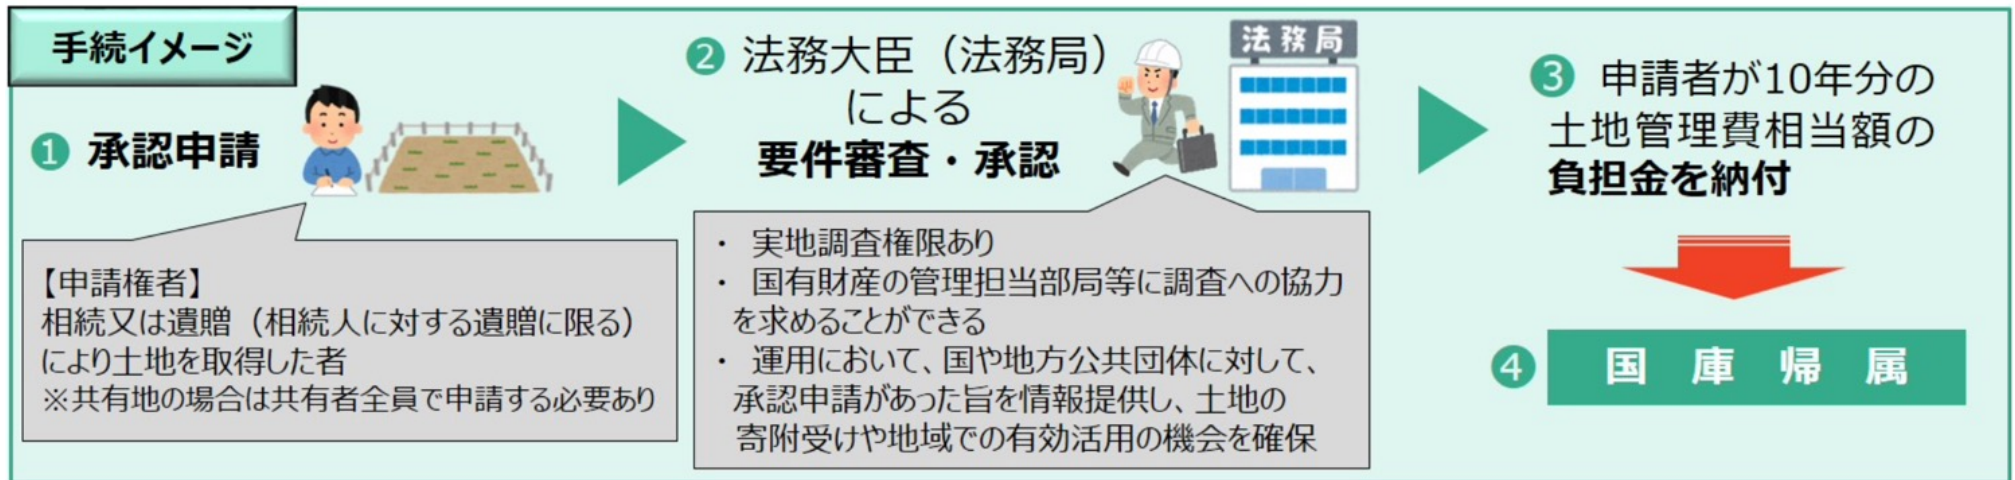 手続イメージ
❶ 承認申請
【申請権者】
相続又は遺贈（相続人に対する遺贈に限る）
により土地を取得した者
※共有地の場合は共有者全員で申請する必要あり
❷ 法務大臣（法務局）
による
要件審査・承認
法務局
・ 実地調査権限あり
・ 国有財産の管理担当部局等に調査への協力
を求めることができる
・ 運用において、国や地方公共団体に対して、
承認申請があった旨を情報提供し、土地の
寄附受けや地域での有効活用の機会を確保
❸ 申請者が10年分の
土地管理費相当額の
負担金を納付
❹ 国庫帰属